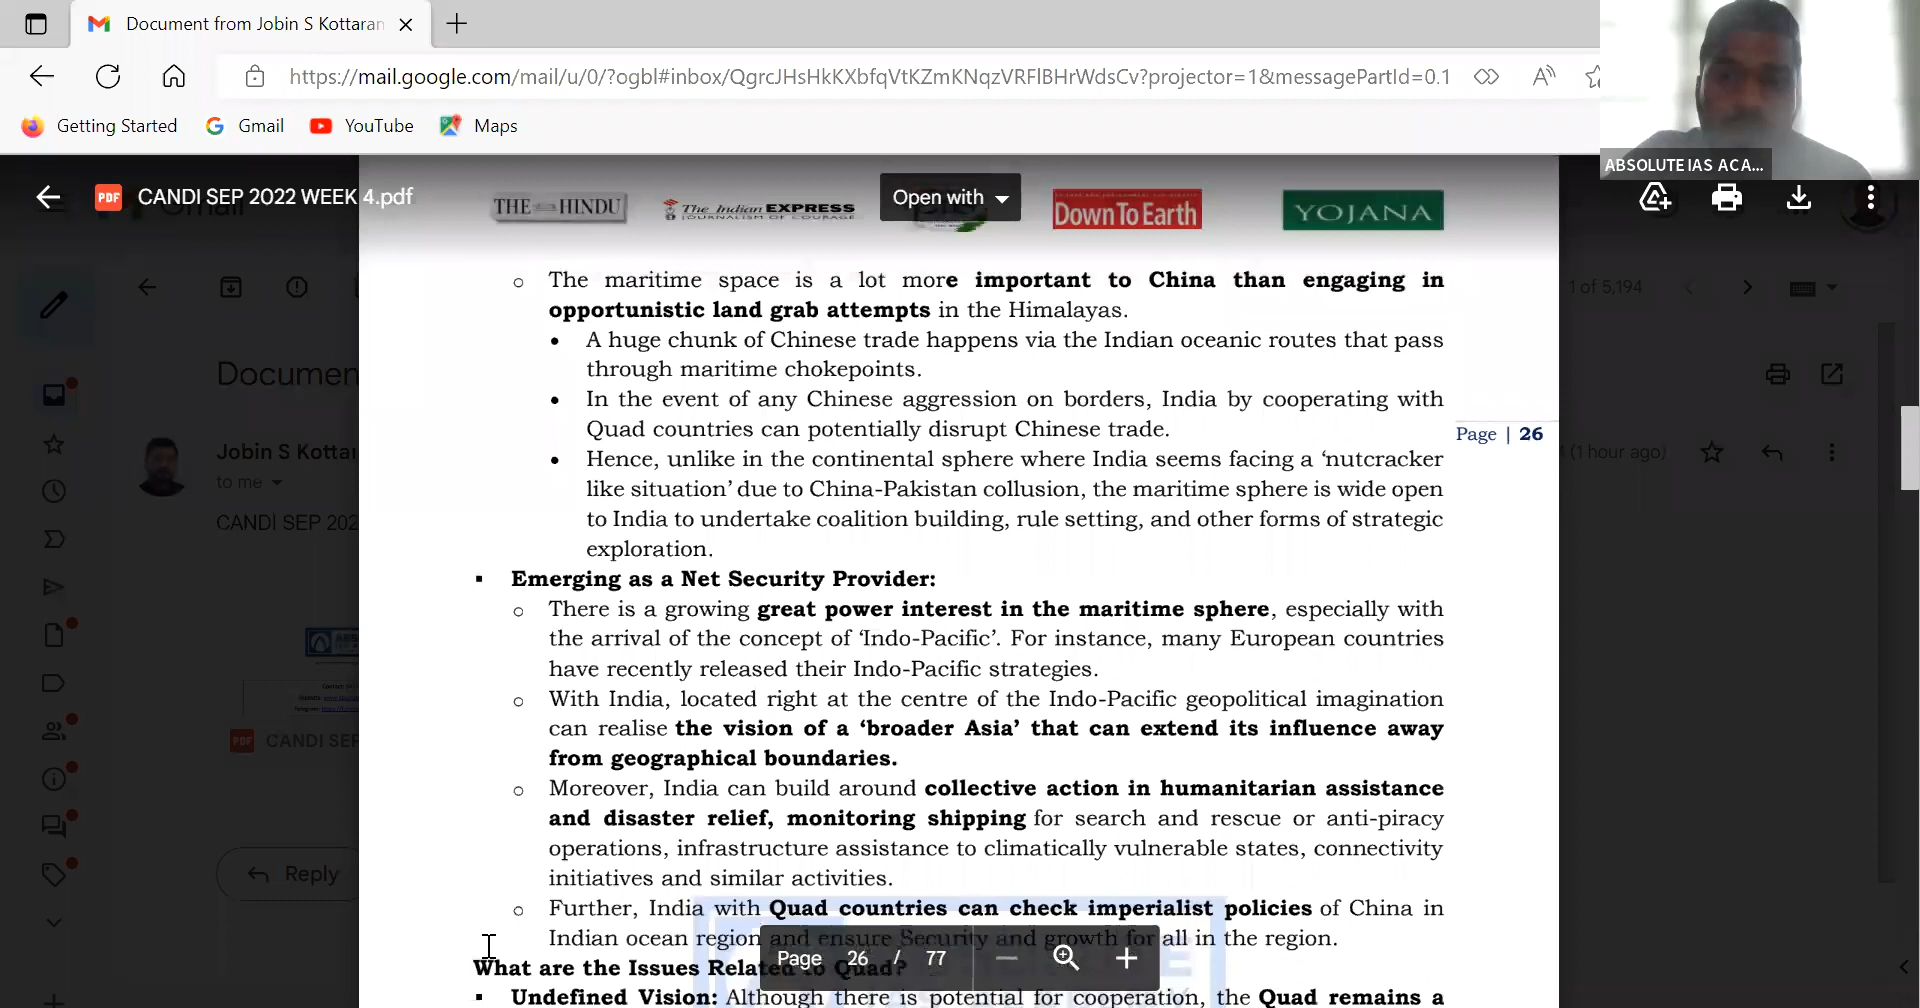 Document from Jobin S Kottaran
https://mail.google.com/mail/u/0/?ogbl#inbox/QgrcJHsHkKXbfqVtKZmKNqzVRFlBHrWdsCv?projector=1&messagePartId=0.1
Getting Started
Gmail
YouTube
Maps
ABSOLUTE IAS ACA...
PDF
CANDI SEP 2022 WEEK 4.pdf
THE HINDU
The Indian EXPRESS
JOURNALISM OF COURAGE
Open with
DownToEarth
YOJANA
1 of 5,194
o The maritime space is a lot more important to China than engaging in
opportunistic land grab attempts in the Himalayas.
• A huge chunk of Chinese trade happens via the Indian oceanic routes that pass
through maritime chokepoints.
• In the event of any Chinese aggression on borders, India by cooperating with
Quad countries can potentially disrupt Chinese trade.
Page | 26
• Hence, unlike in the continental sphere where India seems facing a ‘nutcracker
like situation’ due to China-Pakistan collusion, the maritime sphere is wide open
to India to undertake coalition building, rule setting, and other forms of strategic
exploration.
▪ Emerging as a Net Security Provider:
o There is a growing great power interest in the maritime sphere, especially with
the arrival of the concept of ‘Indo-Pacific’. For instance, many European countries
have recently released their Indo-Pacific strategies.
o With India, located right at the centre of the Indo-Pacific geopolitical imagination
can realise the vision of a ‘broader Asia’ that can extend its influence away
from geographical boundaries.
o Moreover, India can build around collective action in humanitarian assistance
and disaster relief, monitoring shipping for search and rescue or anti-piracy
operations, infrastructure assistance to climatically vulnerable states, connectivity
initiatives and similar activities.
o Further, India with Quad countries can check imperialist policies of China in
Indian ocean region and ensure Security and growth for all in the region.
What are the Issues Related to Quad?
▪ Undefined Vision: Although there is potential for cooperation, the Quad remains a
Page 26 / 77
Documen
Jobin S Kottar
(1 hour ago)
to me
CANDI SEP 202
PDF CANDI SEP
Reply